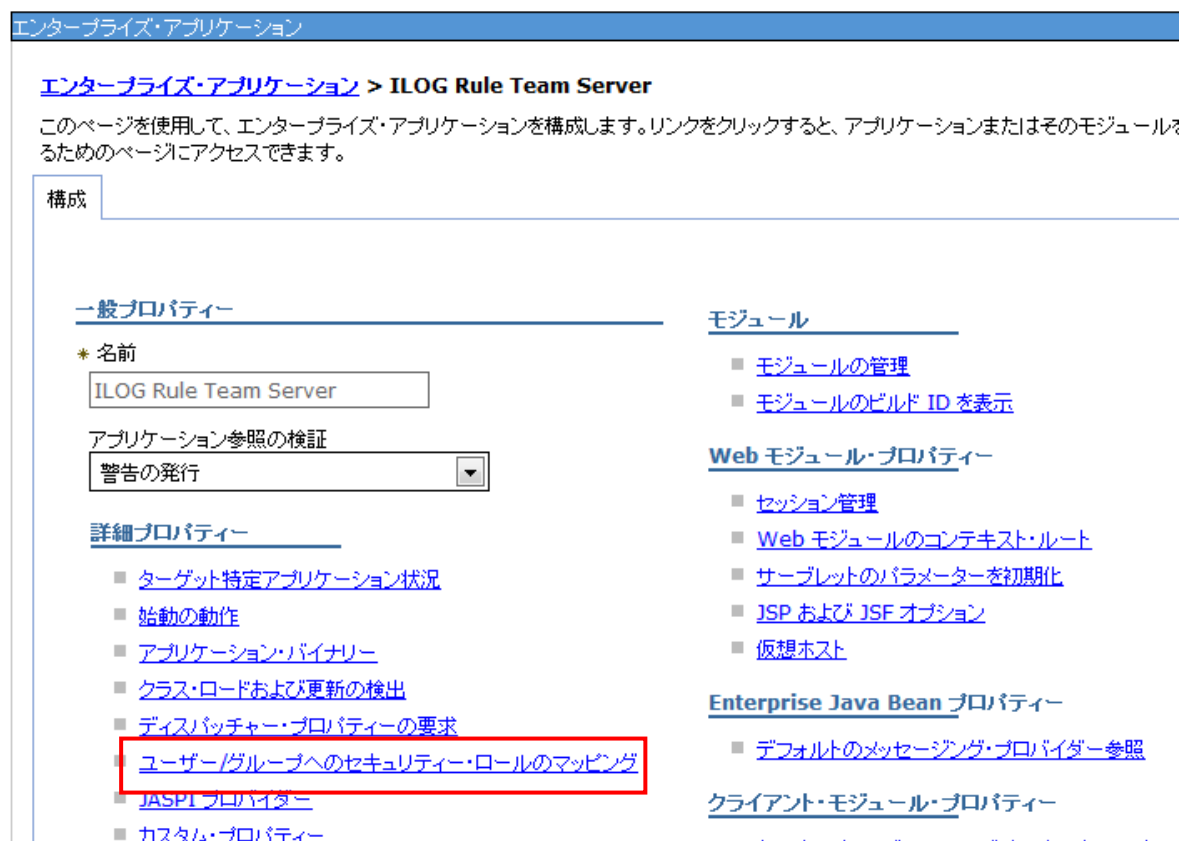 エンタープライズ・アプリケーション
エンタープライズ・アプリケーション > ILOG Rule Team Server
このページを使用して、エンタープライズ・アプリケーションを構成します。リンクをクリックすると、アプリケーションまたはそのモジュールを
るためのページにアクセスできます。
構成
一般プロパティー
* 名前
ILOG Rule Team Server
アプリケーション参照の検証
警告の発行
詳細プロパティー
ターゲット特定アプリケーション状況
始動の動作
アプリケーション・バイナリー
クラス・ロードおよび更新の検出
ディスパッチャー・プロパティーの要求
ユーザー/グループへのセキュリティー・ロールのマッピング
JASPI プロバイダー
カスタム・プロパティー
モジュール
モジュールの管理
モジュールのビルド ID を表示
Web モジュール・プロパティー
セッション管理
Web モジュールのコンテキスト・ルート
サーブレットのパラメーターを初期化
JSP および JSF オプション
仮想ホスト
Enterprise Java Bean プロパティー
デフォルトのメッセージング・プロバイダー参照
クライアント・モジュール・プロパティー